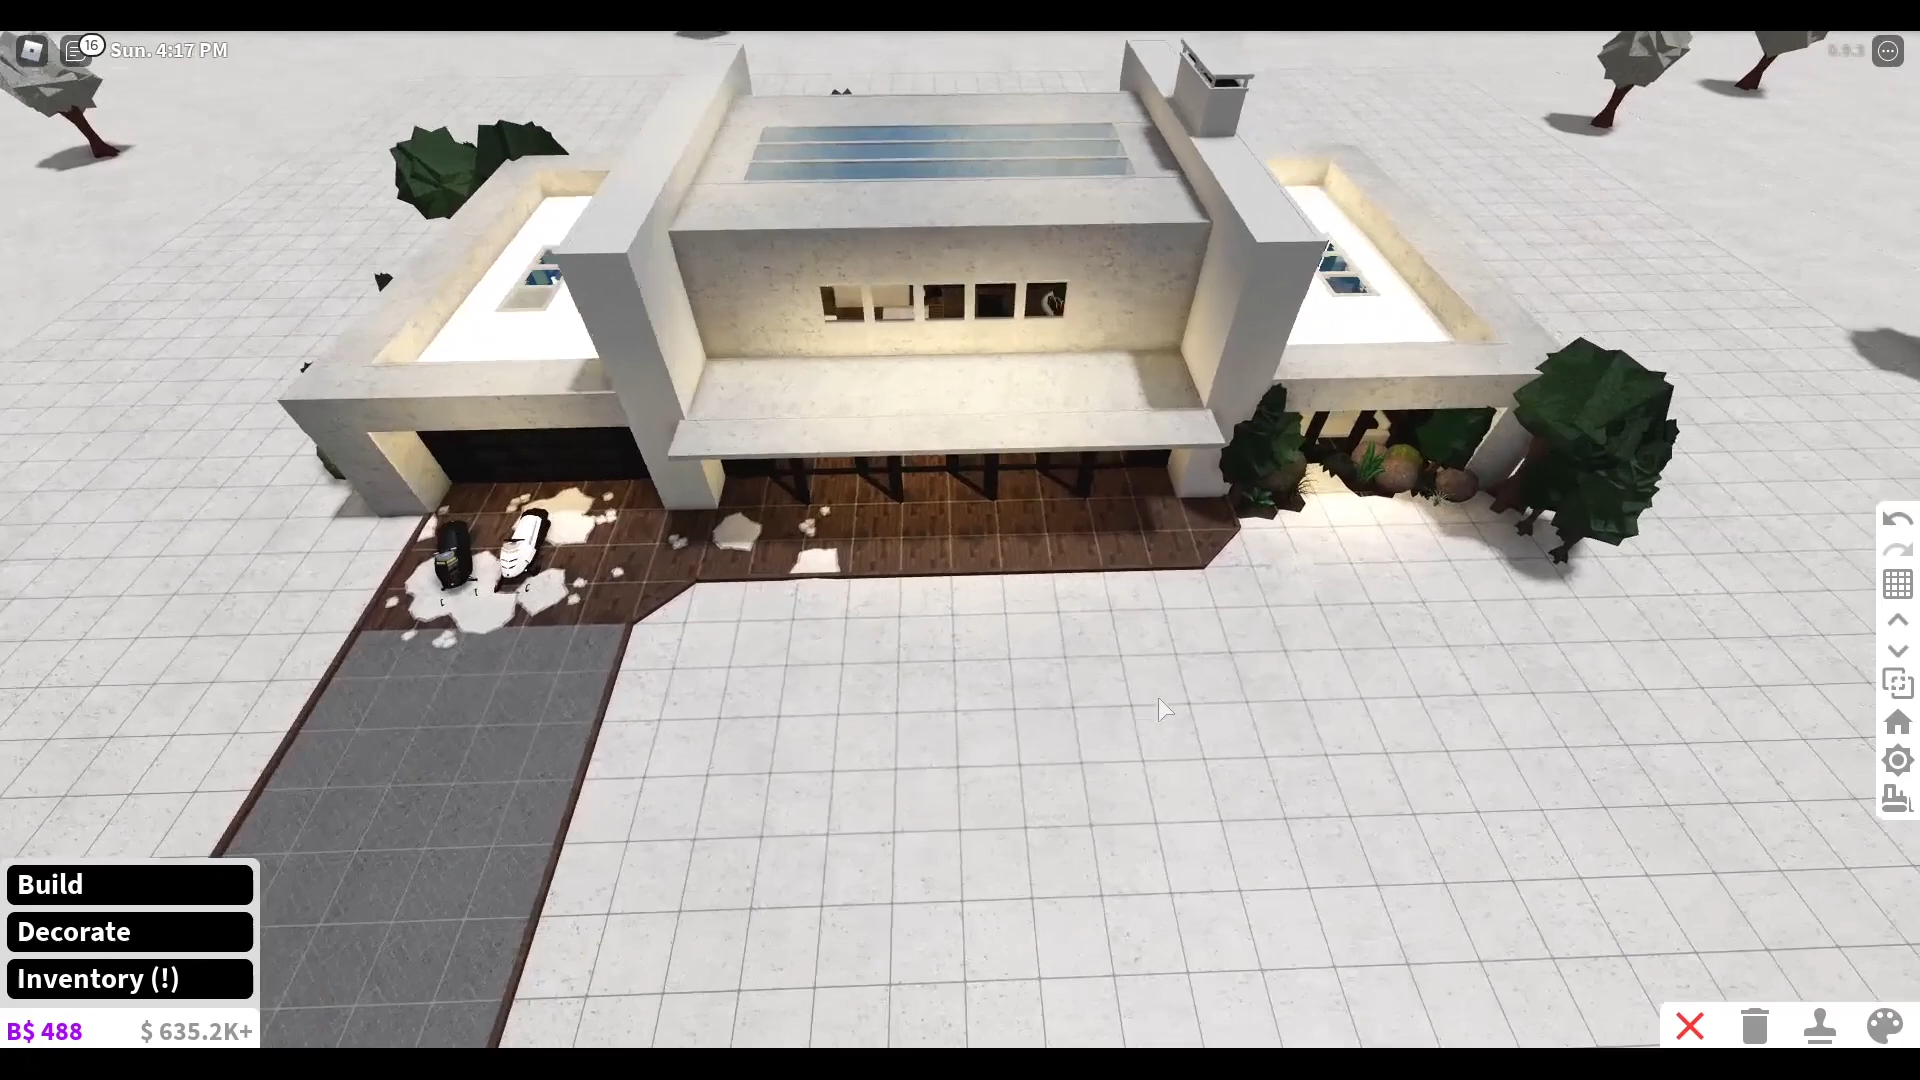 16
Sun. 4:17 PM
Build
Decorate
Inventory (!)
B$ 488
$ 635.2K+